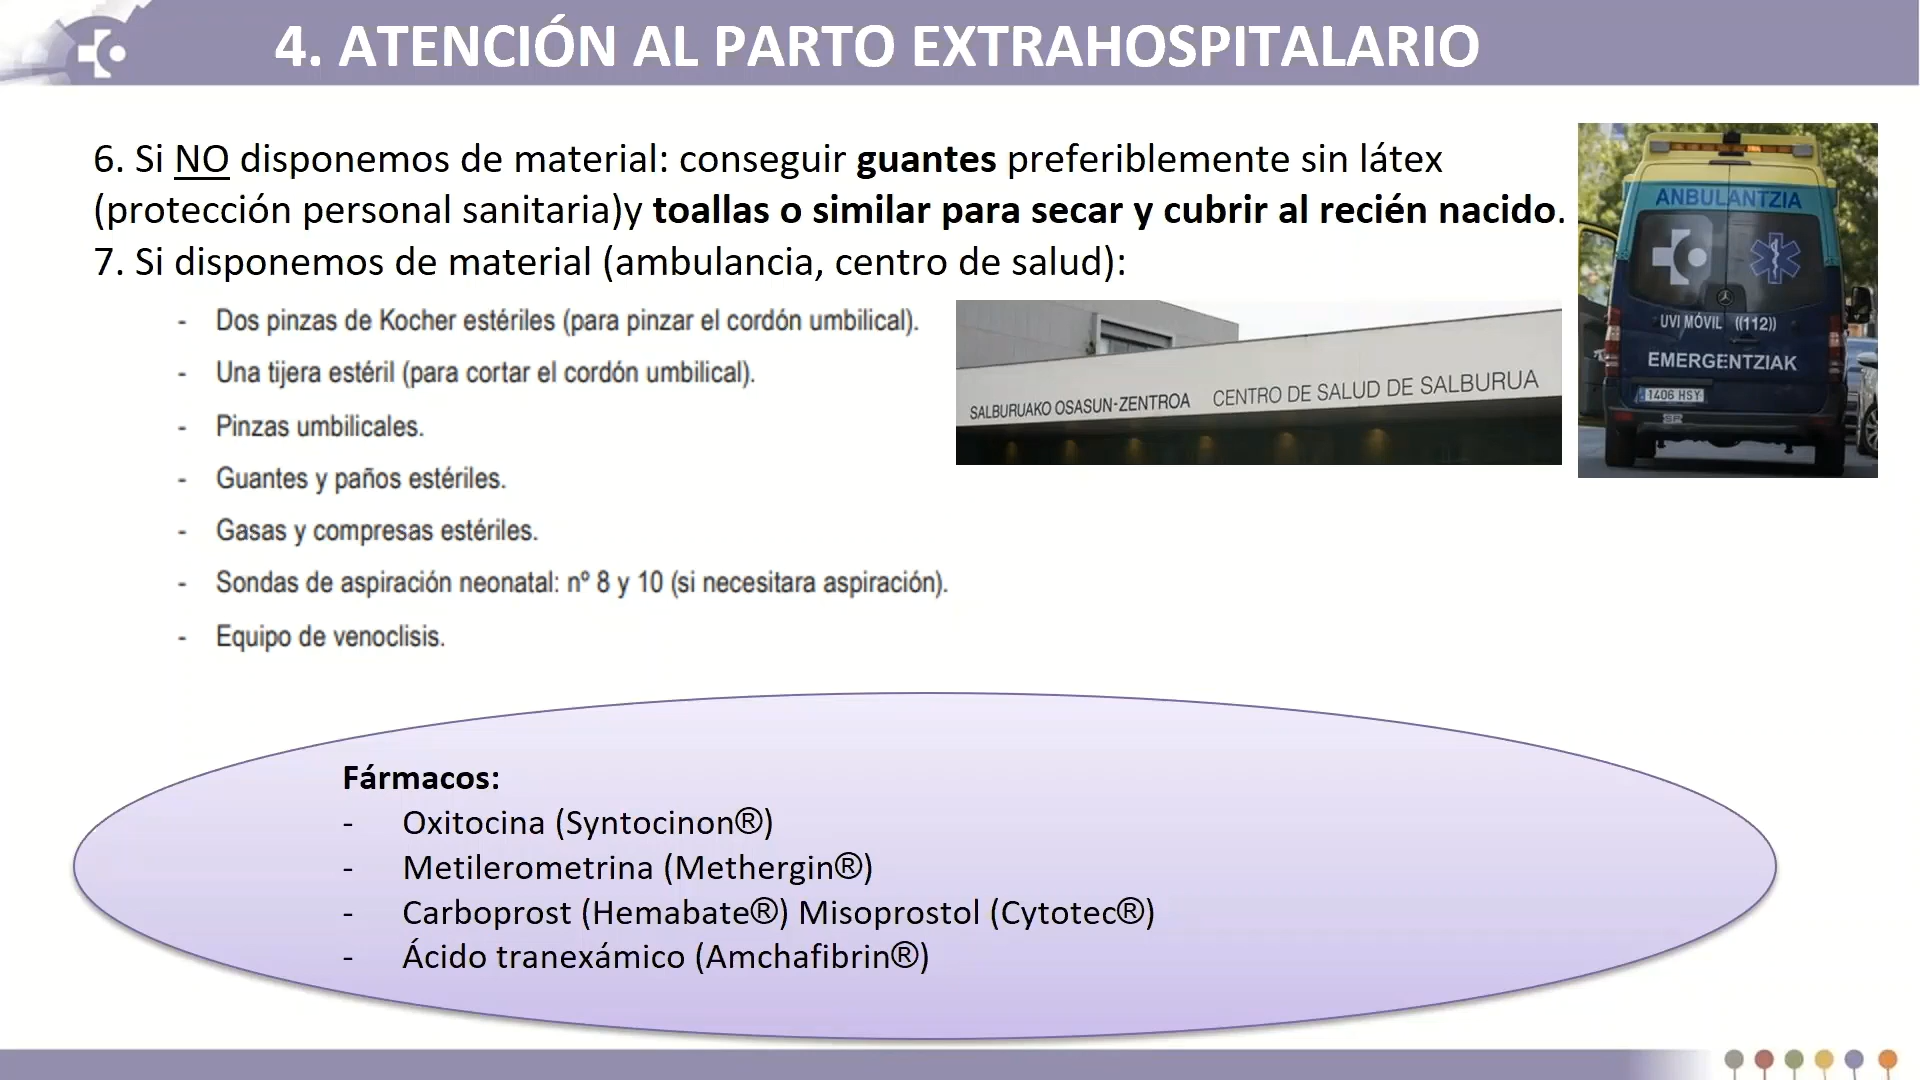 4. ATENCIÓN AL PARTO EXTRAHOSPITALARIO
6. Si NO disponemos de material: conseguir guantes preferiblemente sin látex
(protección personal sanitaria)y toallas o similar para secar y cubrir al recién nacido.
7. Si disponemos de material (ambulancia, centro de salud):
- Dos pinzas de Kocher estériles (para pinzar el cordón umbilical).
- Una tijera estéril (para cortar el cordón umbilical).
- Pinzas umbilicales.
- Guantes y paños estériles.
- Gasas y compresas estériles.
- Sondas de aspiración neonatal: nº 8 y 10 (si necesitara aspiración).
- Equipo de venoclisis.
SALBURUAKO OSASUN-ZENTROA CENTRO DE SALUD DE SALBURUA
ANBULANTZIA
UVI MÓVIL ((112))
EMERGENTZIAK
1406 HSY
Fármacos:
- Oxitocina (Syntocinon®)
- Metilerometrina (Methergin®)
- Carboprost (Hemabate®) Misoprostol (Cytotec®)
- Ácido tranexámico (Amchafibrin®)